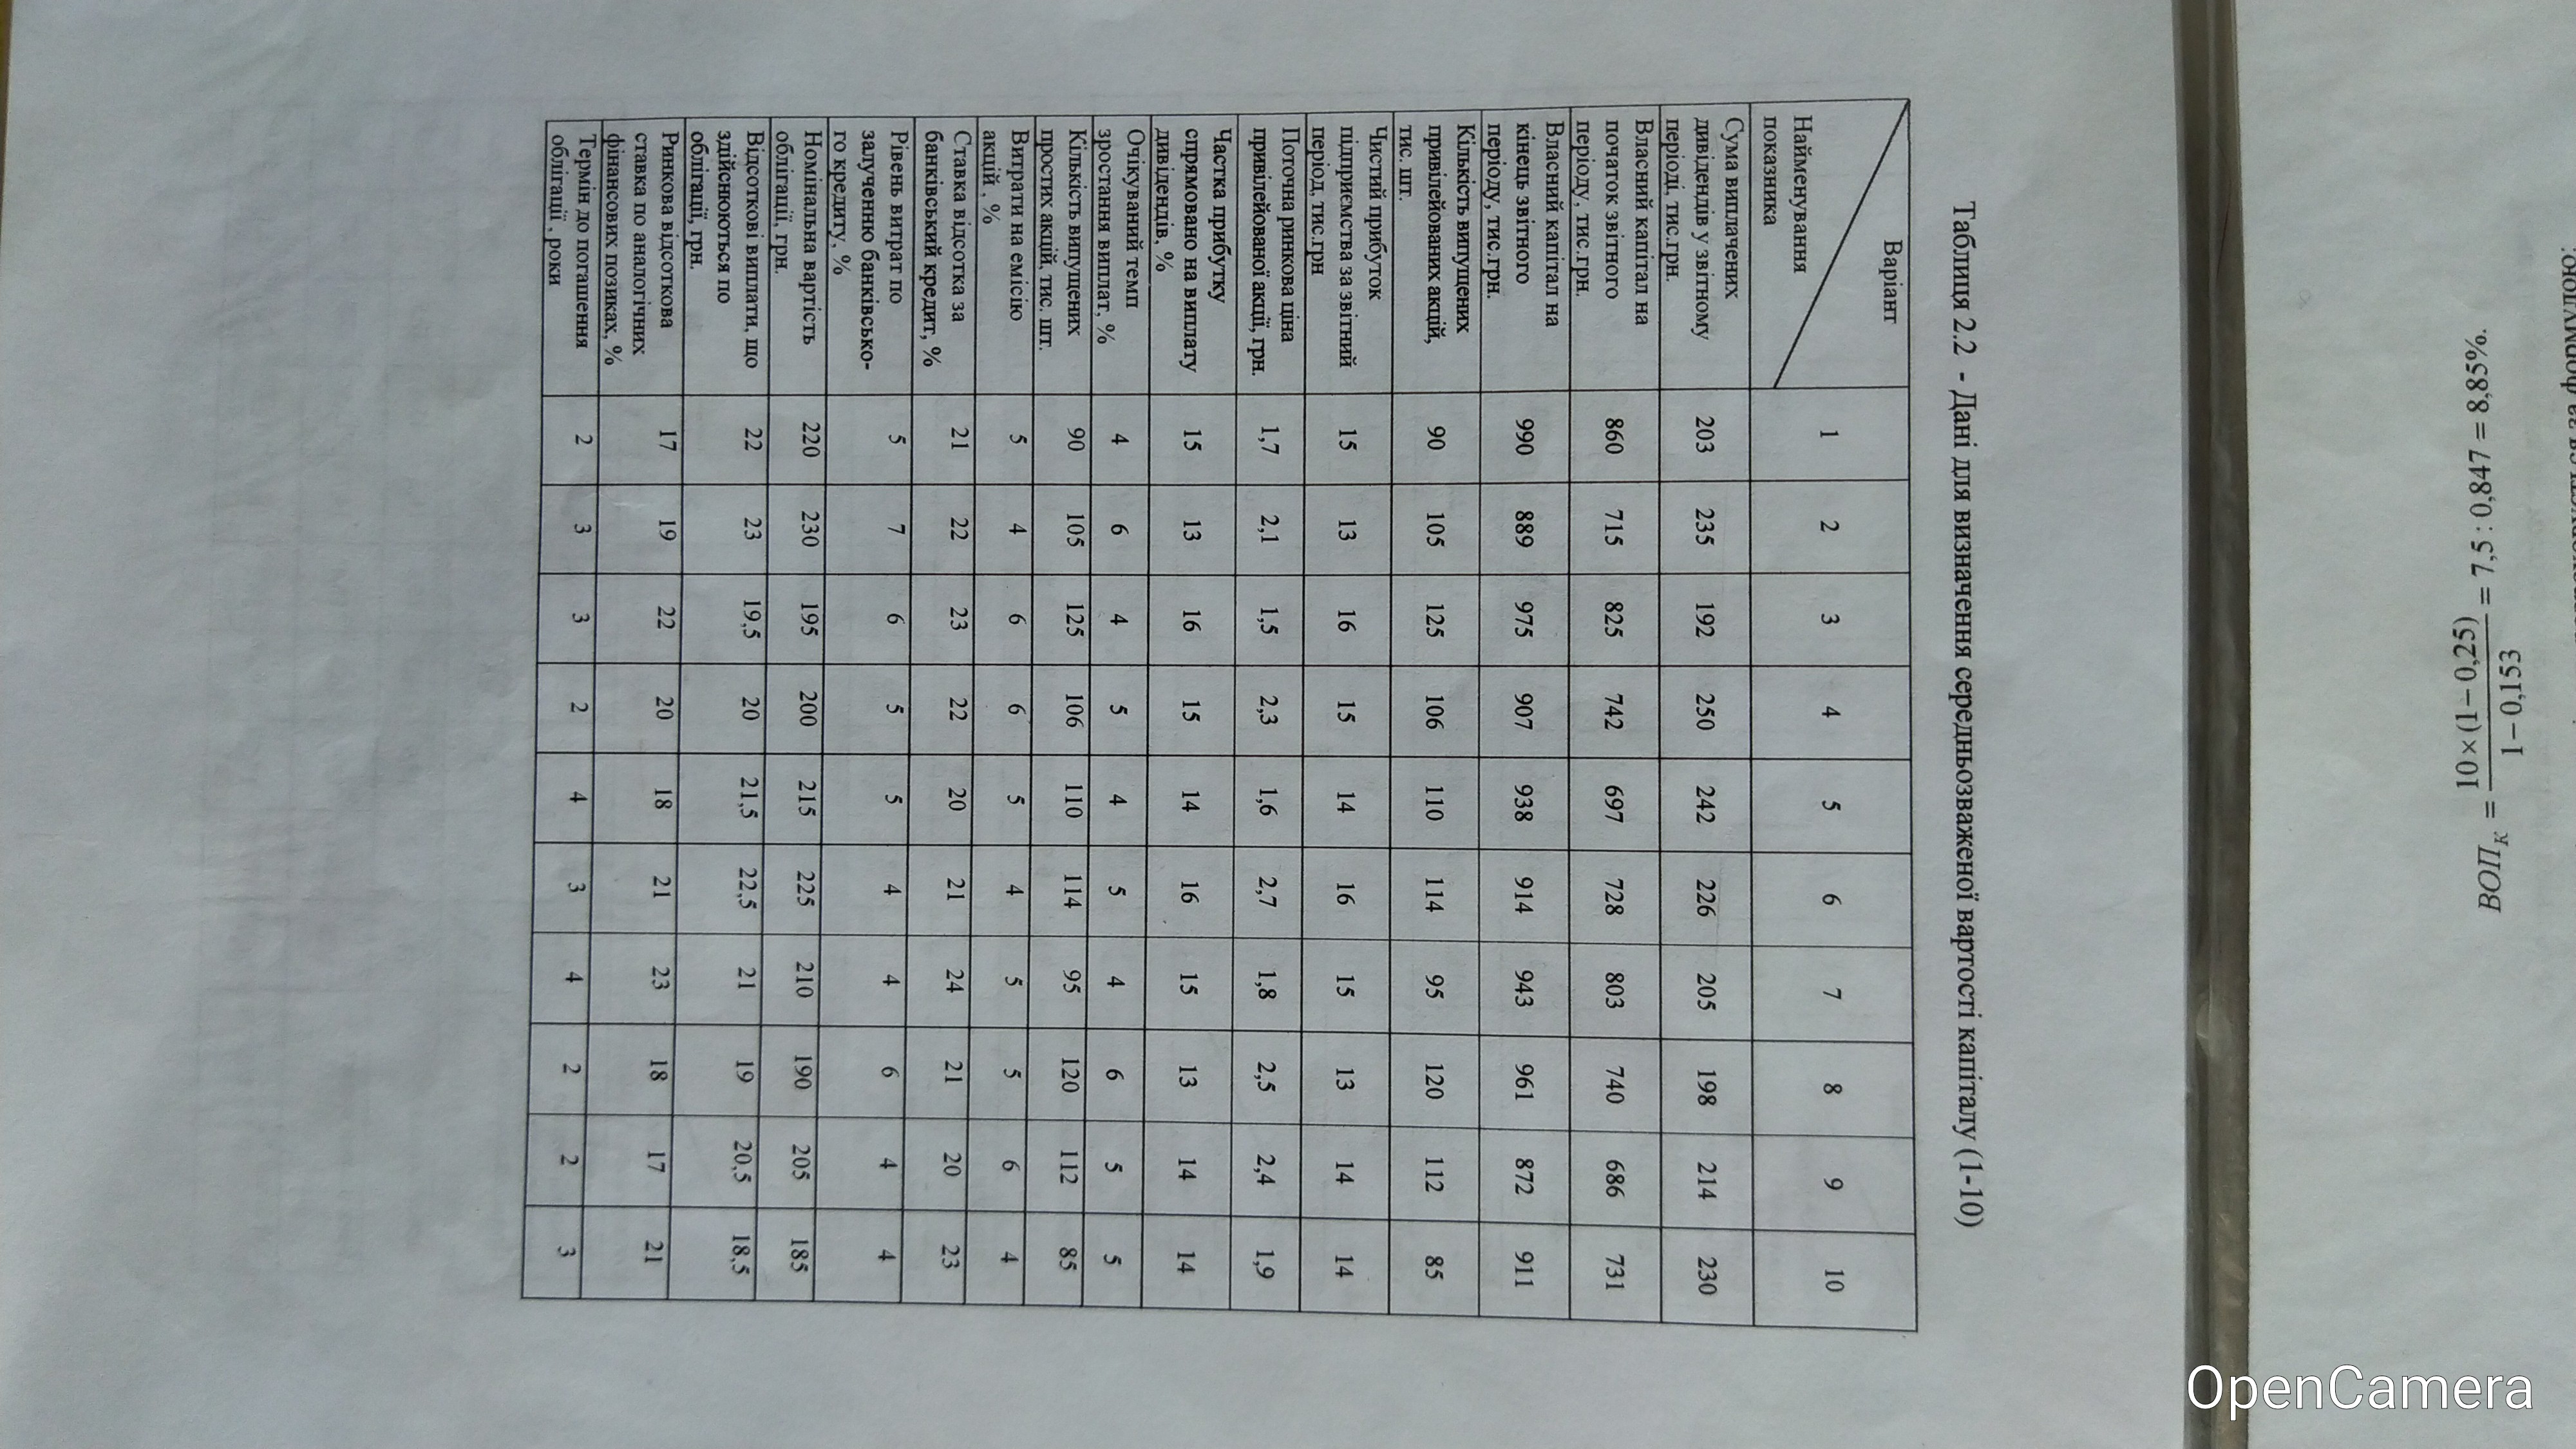 Таблиця 2.2 - Дані для визначення середньозваженої вартості капіталу (1-10)
Варіант
Найменування
показника
1 2 3 4 5 6 7 8 9 10
Сума виплачених
дивідендів у звітному
періоді, тис.грн.
203 235 192 250 242 226 205 198 214 230
Власний капітал на
початок звітного
періоду, тис.грн.
860 715 825 742 697 728 803 740 686 731
Власний капітал на
кінець звітного
періоду, тис.грн.
990 889 975 907 938 914 943 961 872 911
Кількість випущених
привілейованих акцій,
тис. шт.
90 105 125 106 110 114 95 120 112 85
Чистий прибуток
підприємства за звітний
період, тис.грн
15 13 16 15 14 16 15 13 14 14
Поточна ринкова ціна
привілейованої акції, грн.
1,7 2,1 1,5 2,3 1,6 2,7 1,8 2,5 2,4 1,9
Частка прибутку
спрямовано на виплату
дивідендів, %
15 13 16 15 14 16 15 13 14 14
Очікуваний темп
зростання виплат, %
4 6 4 5 4 5 4 6 5 5
Кількість випущених
простих акцій, тис. шт.
90 105 125 106 110 114 95 120 112 85
Витрати на емісію
акцій , %
5 4 6 6 5 4 5 5 6 4
Ставка відсотка за
банківський кредит, %
21 22 23 22 20 21 24 21 20 23
Рівень витрат по
залученню банківсько-
го кредиту, %
5 7 6 5 5 4 4 6 4 4
Номінальна вартість
облігації, грн.
220 230 195 200 215 225 210 190 205 185
Відсоткові виплати, що
здійснюються по
облігації, грн.
22 23 19,5 20 21,5 22,5 21 19 20,5 18,5
Ринкова відсоткова
ставка по аналогічних
фінансових позиках, %
17 19 22 20 18 21 23 18 17 21
Термін до погашення
облігації , роки
2 3 3 2 4 3 4 2 2 3
ВОПк = 10×(1−0,25) / 1−0,153 = 7,5 : 0,847 = 8,85%.
OpenCamera